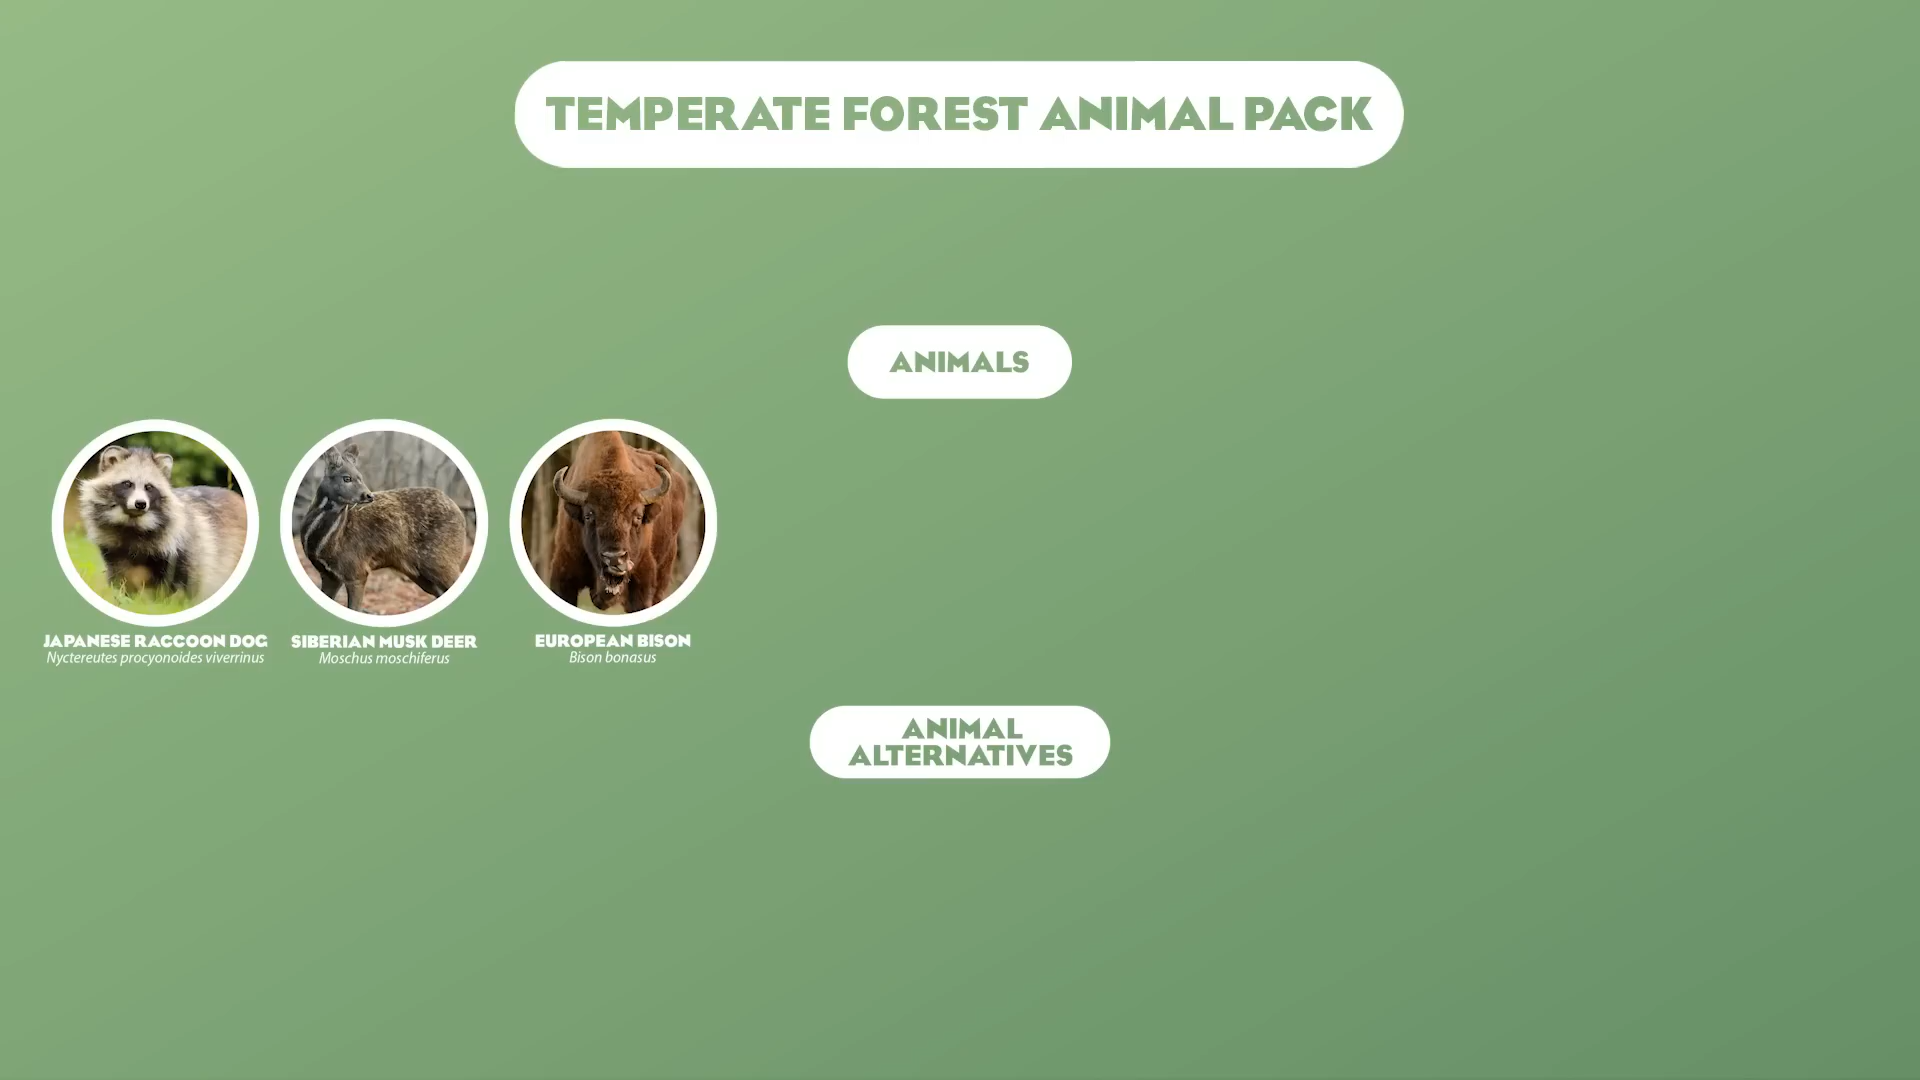 TEMPERATE FOREST ANIMAL PACK
ANIMALS
JAPANESE RACCOON DOG
Nyctereutes procyonoides viverrinus
SIBERIAN MUSK DEER
Moschus moschiferus
EUROPEAN BISON
Bison bonasus
ANIMAL
ALTERNATIVES